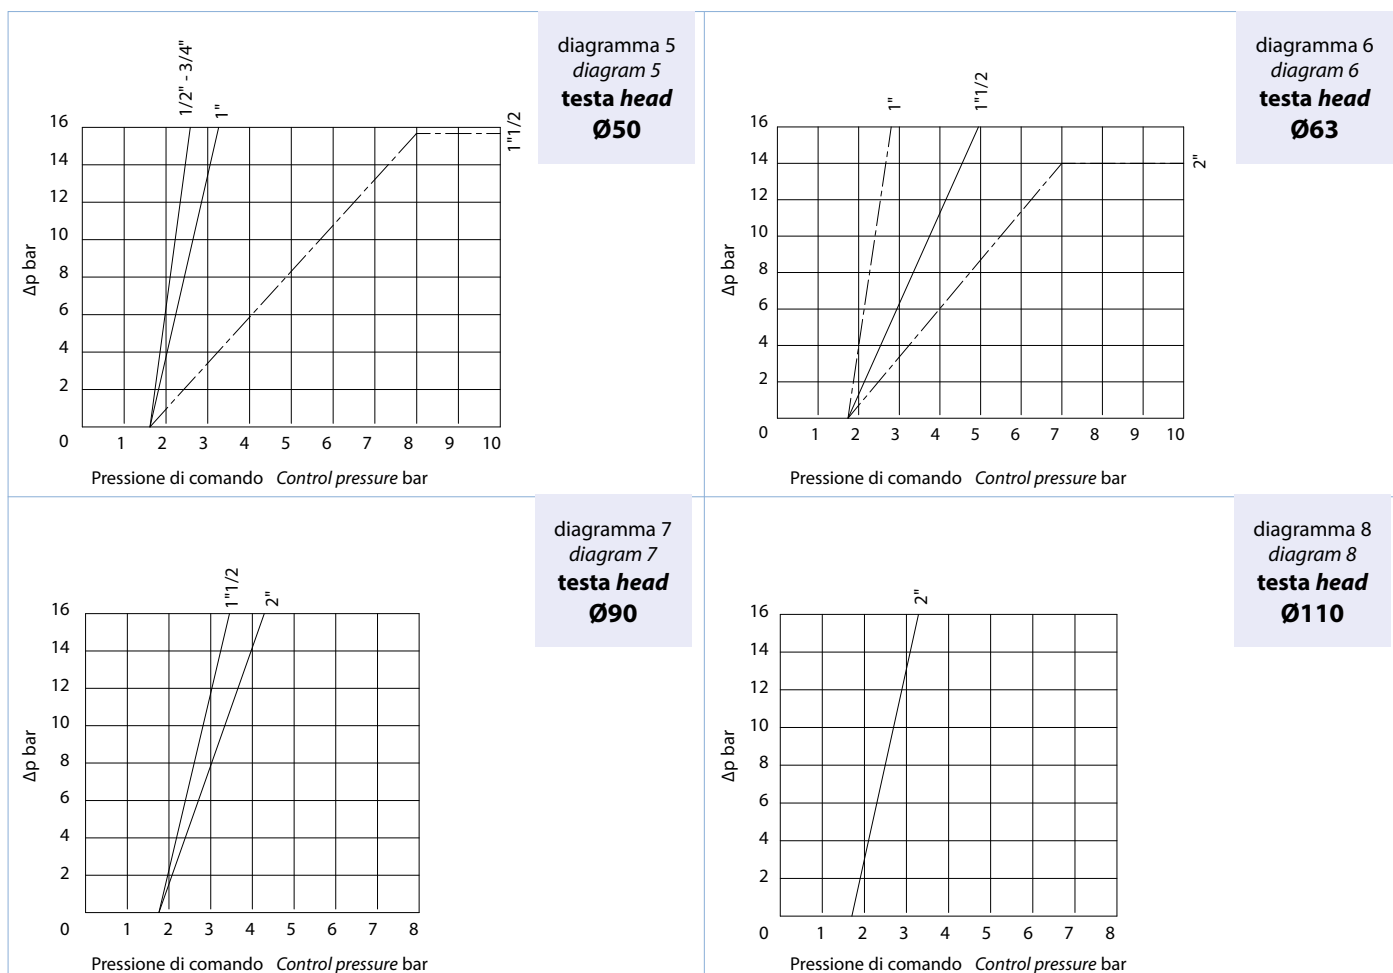 diagramma 5
diagram 5
testa head
Ø50
1/2" - 3/4"
1"
1"1/2
16
14
12
10
8
6
4
2
0
Δp bar
1 2 3 4 5 6 7 8 9 10
Pressione di comando Control pressure bar
diagramma 6
diagram 6
testa head
Ø63
1"
1"1/2
2"
16
14
12
10
8
6
4
2
0
Δp bar
1 2 3 4 5 6 7 8 9 10
Pressione di comando Control pressure bar
diagramma 7
diagram 7
testa head
Ø90
1"1/2
2"
16
14
12
10
8
6
4
2
0
Δp bar
1 2 3 4 5 6 7 8
Pressione di comando Control pressure bar
diagramma 8
diagram 8
testa head
Ø110
2"
16
14
12
10
8
6
4
2
0
Δp bar
1 2 3 4 5 6 7 8
Pressione di comando Control pressure bar